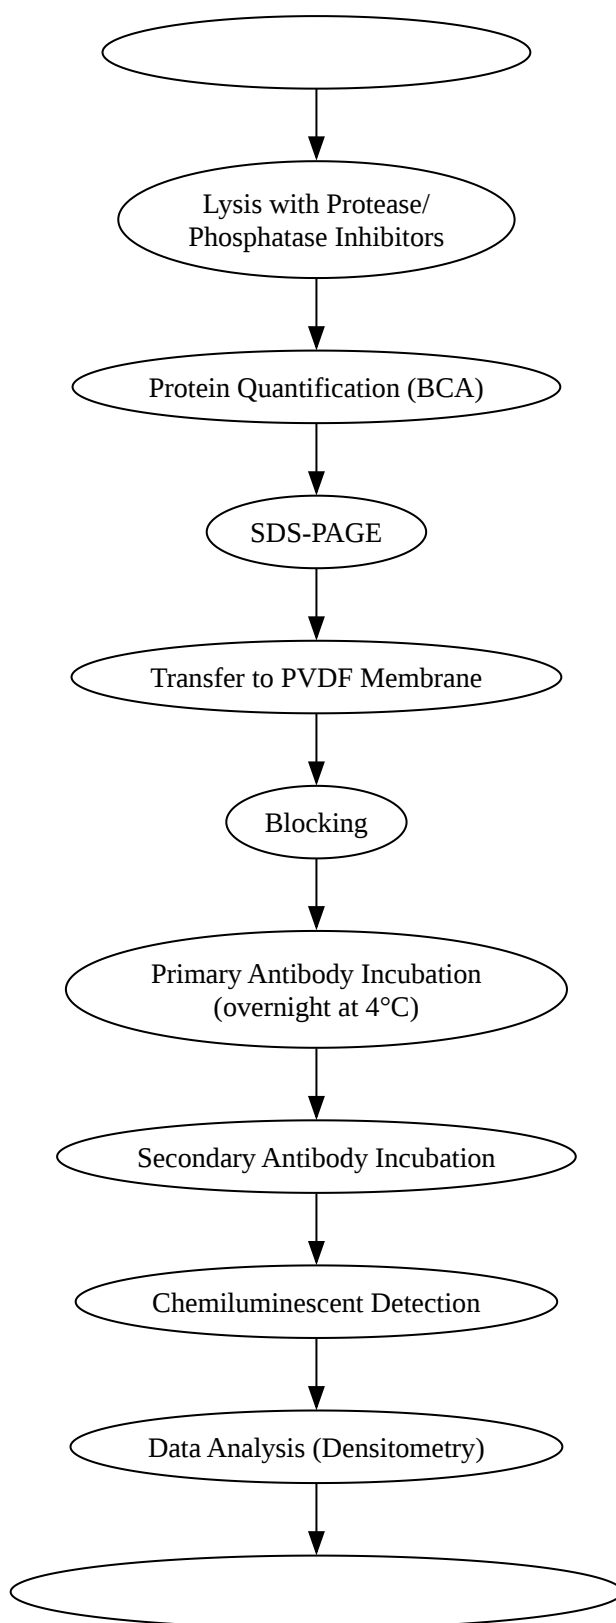 Lysis with Protease/
Phosphatase Inhibitors
Protein Quantification (BCA)
SDS-PAGE
Transfer to PVDF Membrane
Blocking
Primary Antibody Incubation
(overnight at 4°C)
Secondary Antibody Incubation
Chemiluminescent Detection
Data Analysis (Densitometry)